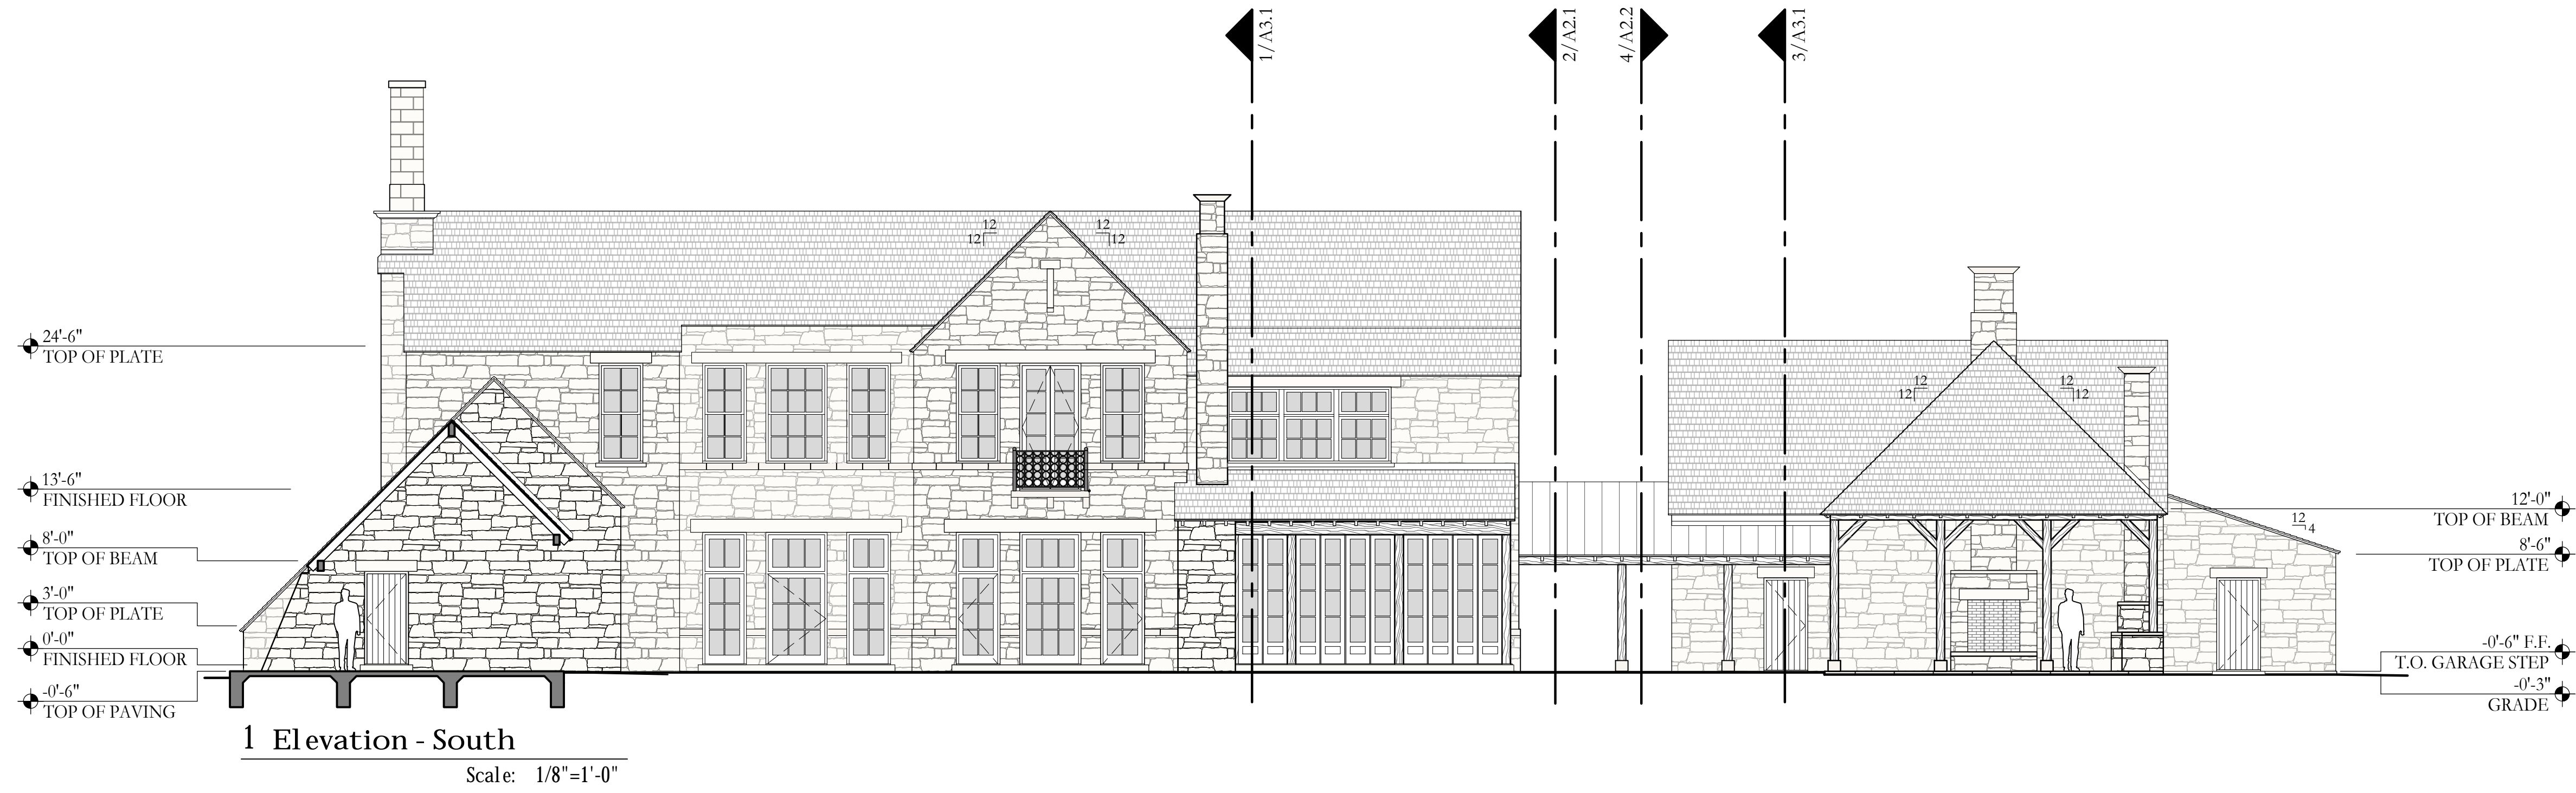 1/A3.1
2/A2.1
4/A2.2
3/A3.1
12
12
12
12
24'-6"
TOP OF PLATE
13'-6"
FINISHED FLOOR
8'-0"
TOP OF BEAM
3'-0"
TOP OF PLATE
0'-0"
FINISHED FLOOR
-0'-6"
TOP OF PAVING
12
12
12
12
12
4
12'-0"
TOP OF BEAM
8'-6"
TOP OF PLATE
-0'-6" F.F.
T.O. GARAGE STEP
-0'-3"
GRADE
1 Elevation - South
Scale: 1/8"=1'-0"